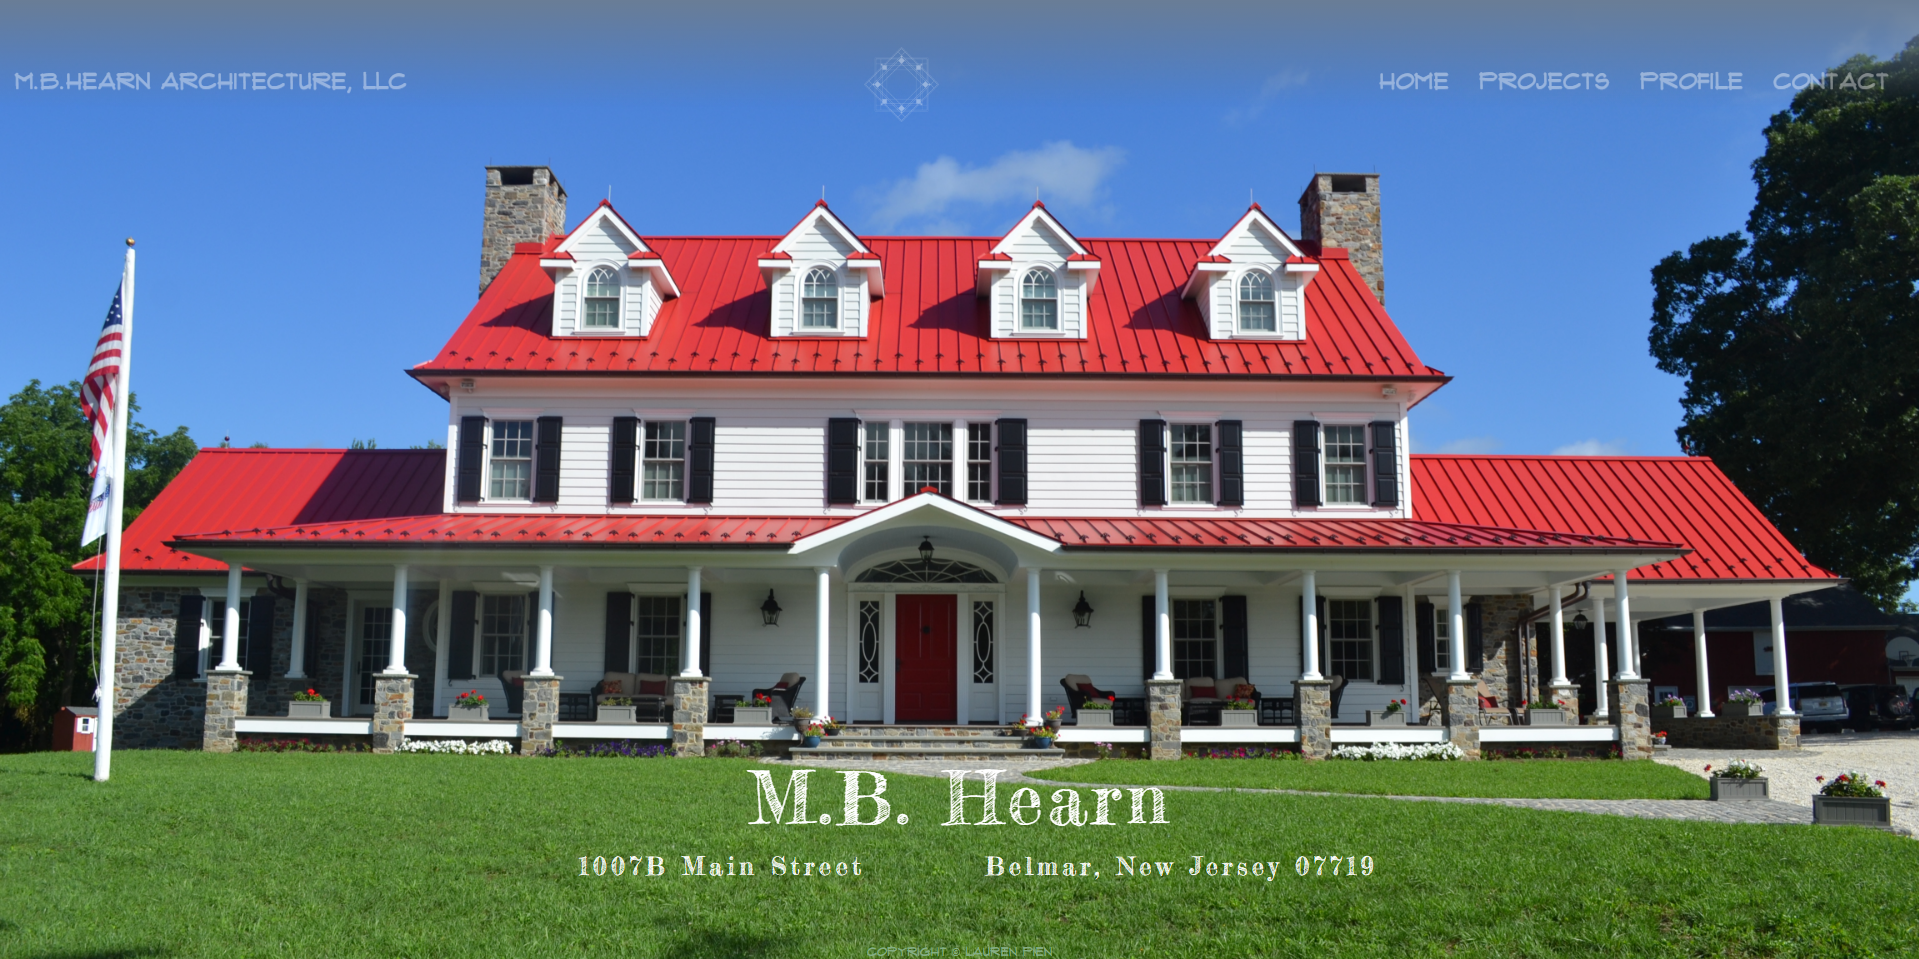 M.B.HEARN ARCHITECTURE, LLC
HOME PROJECTS PROFILE CONTACT
M.B. Hearn
1007B Main Street Belmar, New Jersey 07719
COPYRIGHT © LAUREN PIEN